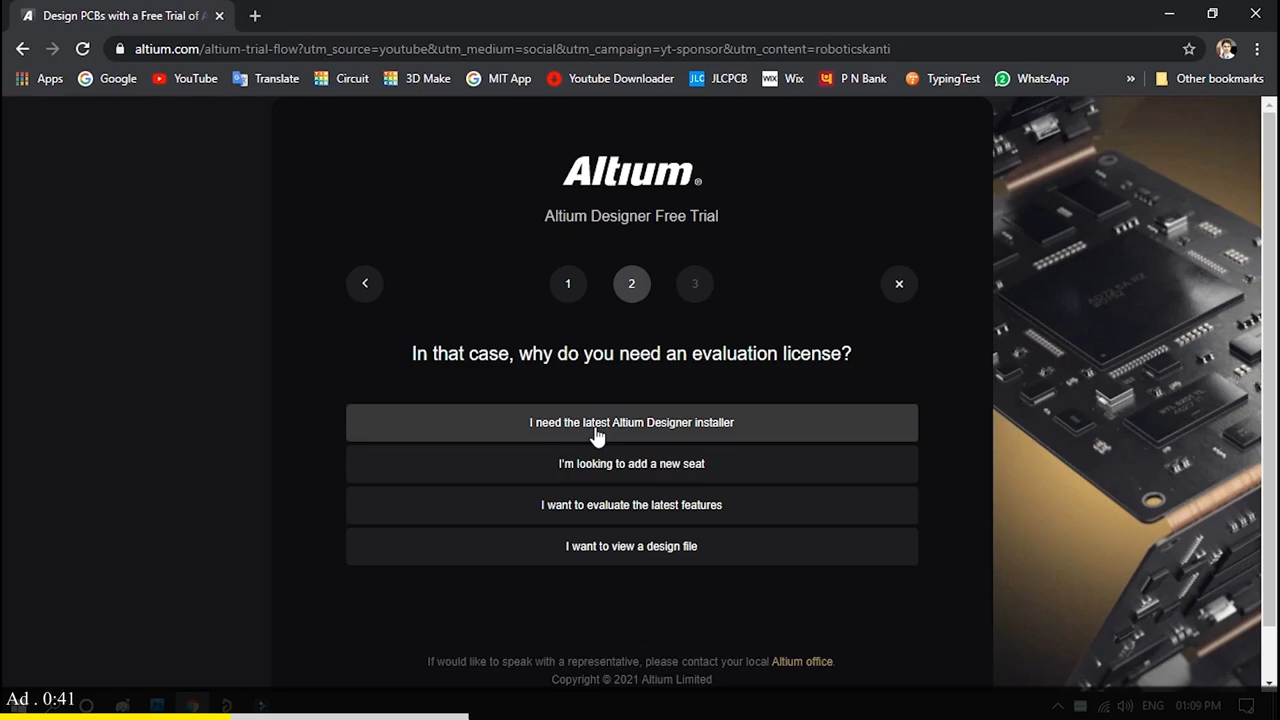 Design PCBs with a Free Trial of A
altium.com/altium-trial-flow?utm_source=youtube&utm_medium=social&utm_campaign=yt-sponsor&utm_content=roboticskanti
Apps Google YouTube Translate Circuit 3D Make MIT App Youtube Downloader JLC JLCPCB WIX Wix P N Bank TypingTest 2 WhatsApp » Other bookmarks
Altium®
Altium Designer Free Trial
1 2 3
In that case, why do you need an evaluation license?
I need the latest Altium Designer installer
I'm looking to add a new seat
I want to evaluate the latest features
I want to view a design file
If would like to speak with a representative, please contact your local Altium office.
Copyright © 2021 Altium Limited
Ad . 0:41
ENG 01:09 PM